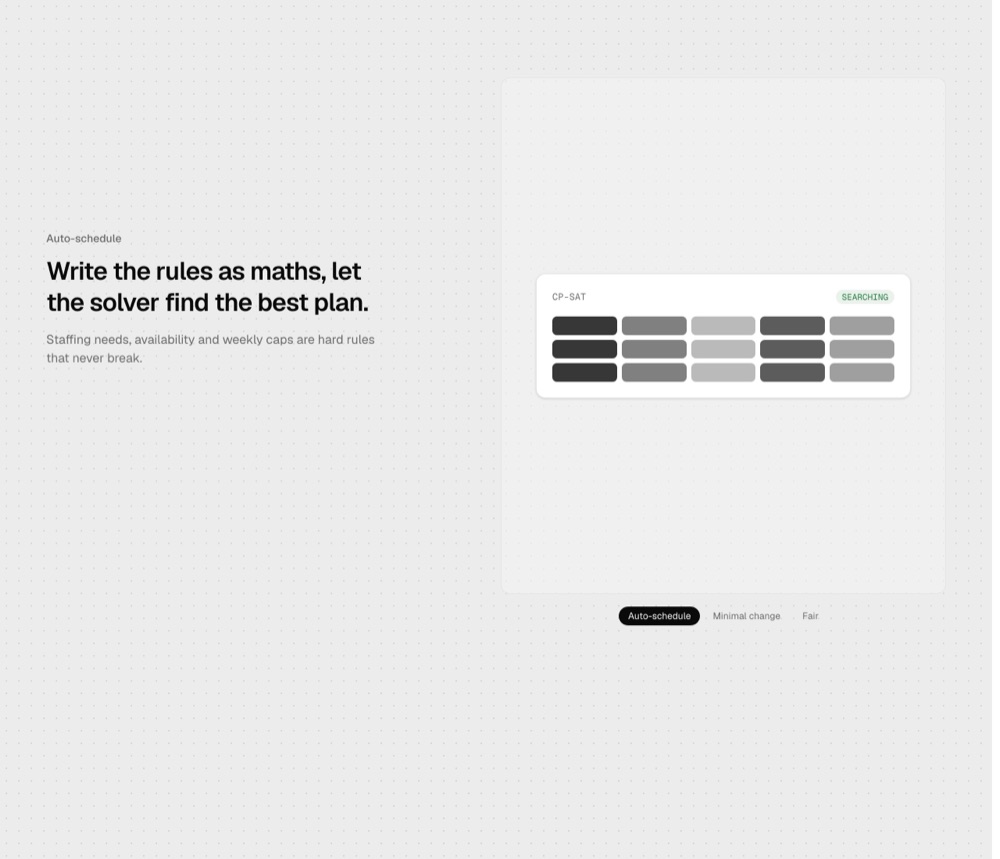 Auto-schedule
Write the rules as maths, let
the solver find the best plan.
Staffing needs, availability and weekly caps are hard rules
that never break.
CP-SAT
SEARCHING
Auto-schedule
Minimal change
Fair